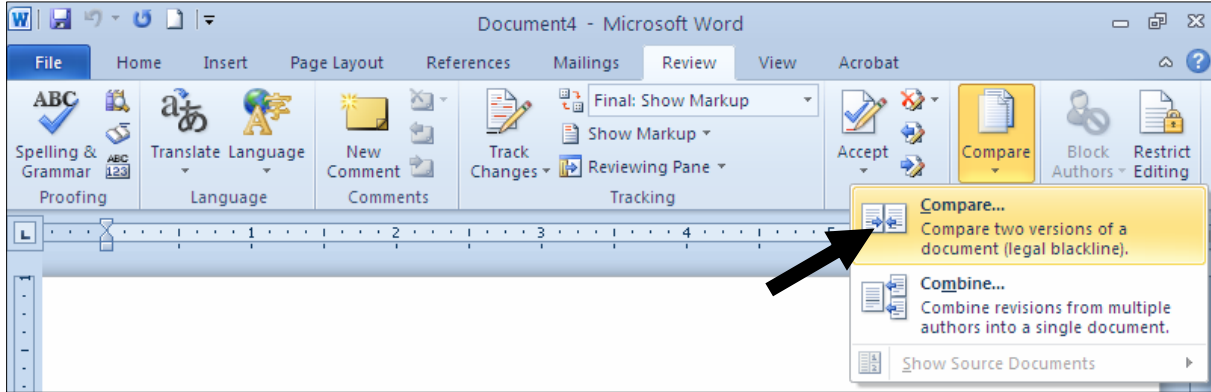 W Document4 - Microsoft Word
File Home Insert Page Layout References Mailings Review View Acrobat ?
ABC Final: Show Markup
ABC 123 Show Markup
Spelling & Grammar Translate Language New Comment Track Changes Reviewing Pane Accept Compare Block Authors Restrict Editing
Proofing Language Comments Tracking
L 1 2 3 4 5
Compare...
Compare two versions of a
document (legal blackline).
Combine...
Combine revisions from multiple
authors into a single document.
1 2 Show Source Documents